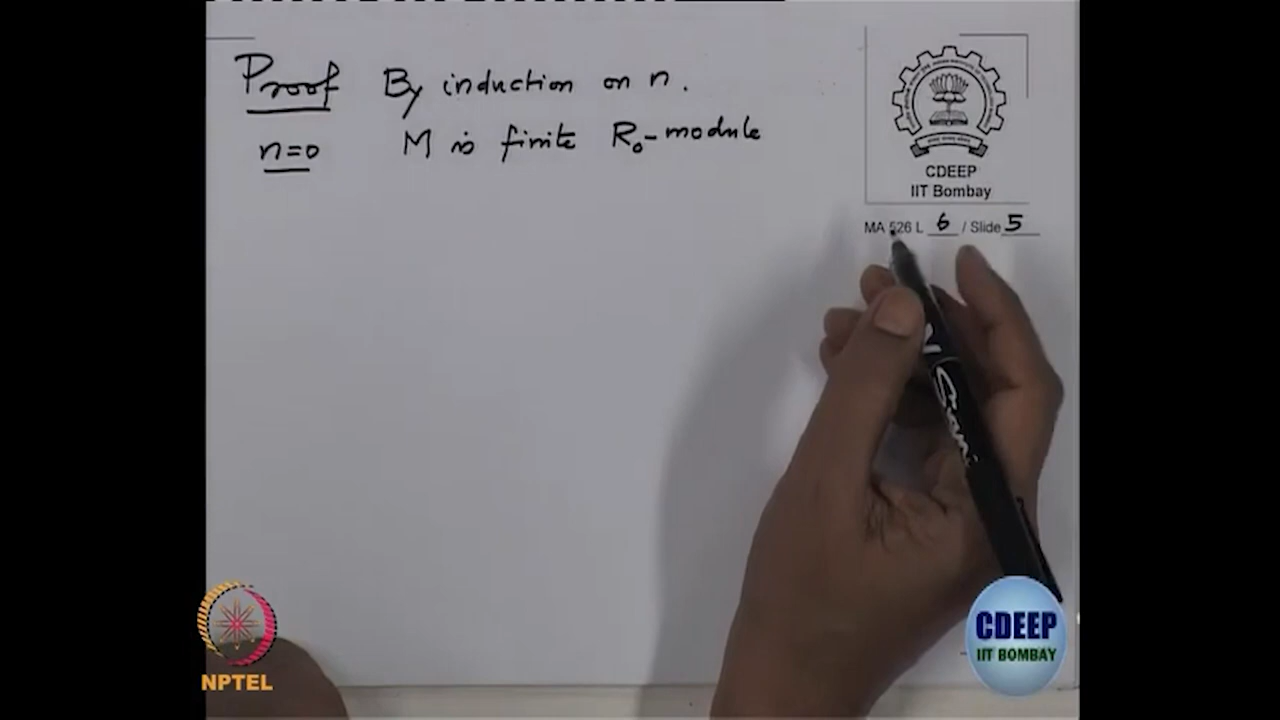 Proof By induction on n.
n=0 M is finite R₀-module
CDEEP
IIT Bombay
MA 526 L 6 / Slide 5
NPTEL
CDEEP
IIT BOMBAY